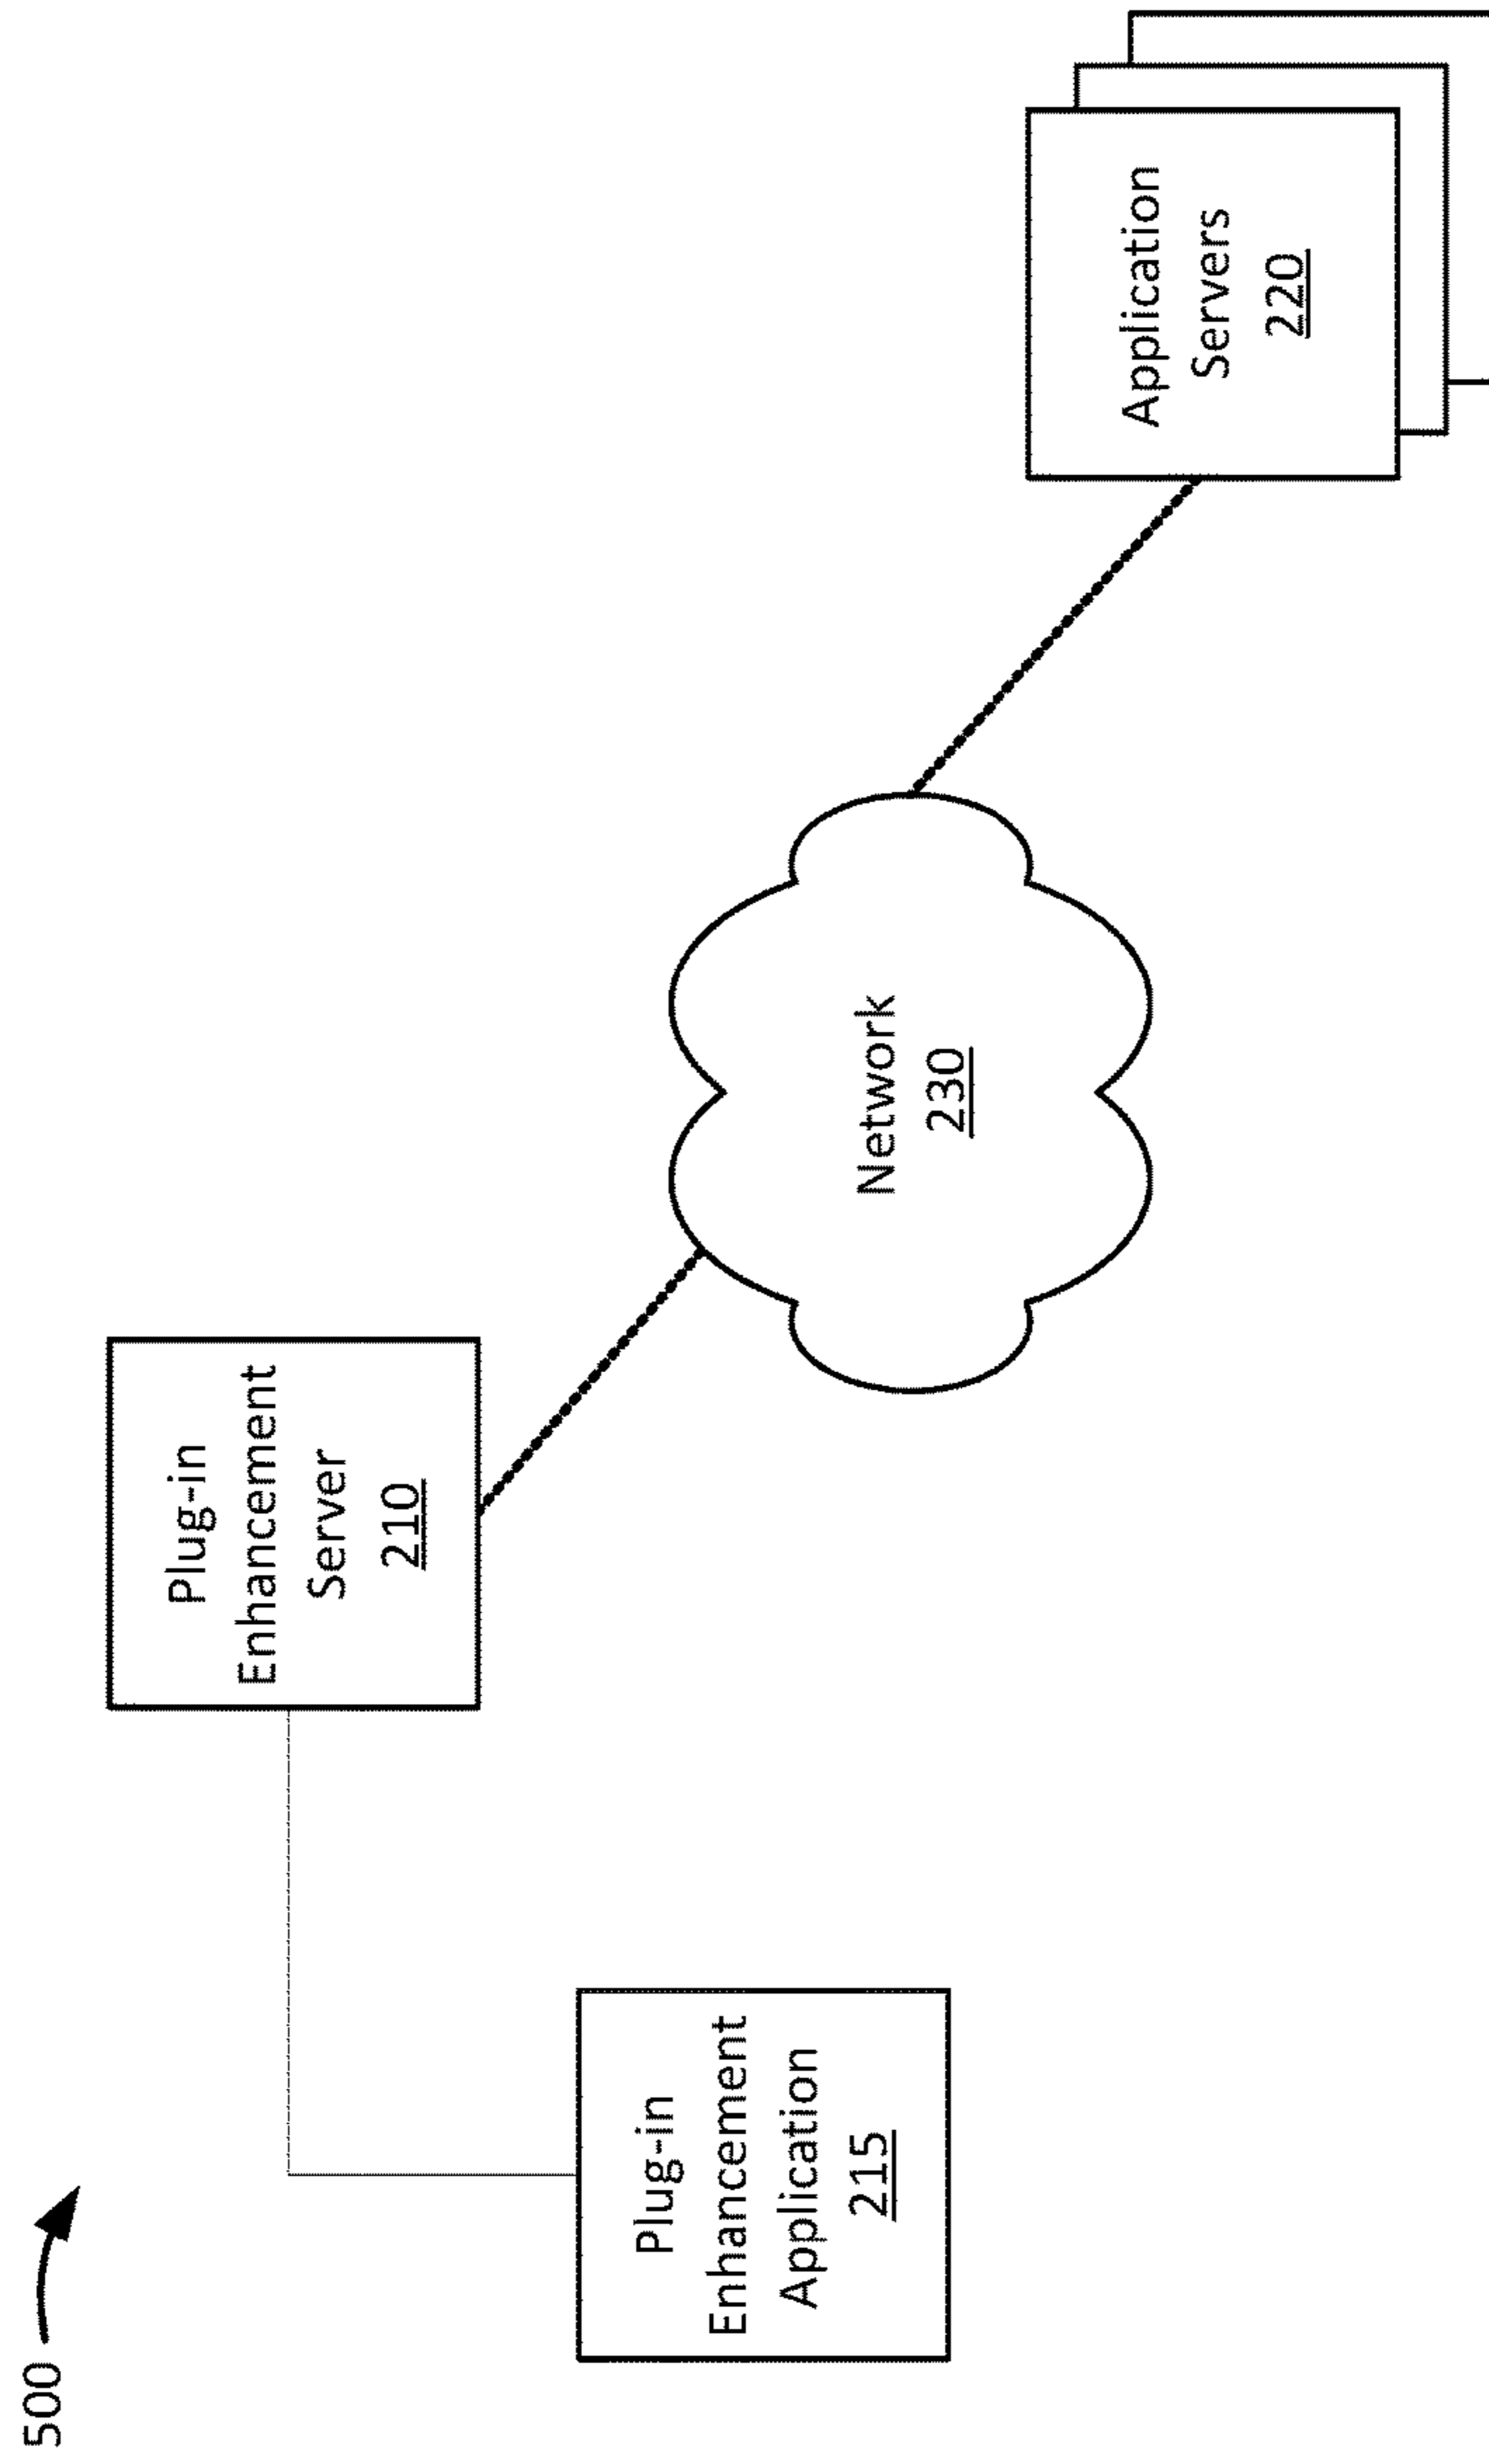 500
Plug-in
Enhancement
Server
210
Plug-in
Enhancement
Application
215
Network
230
Application
Servers
220